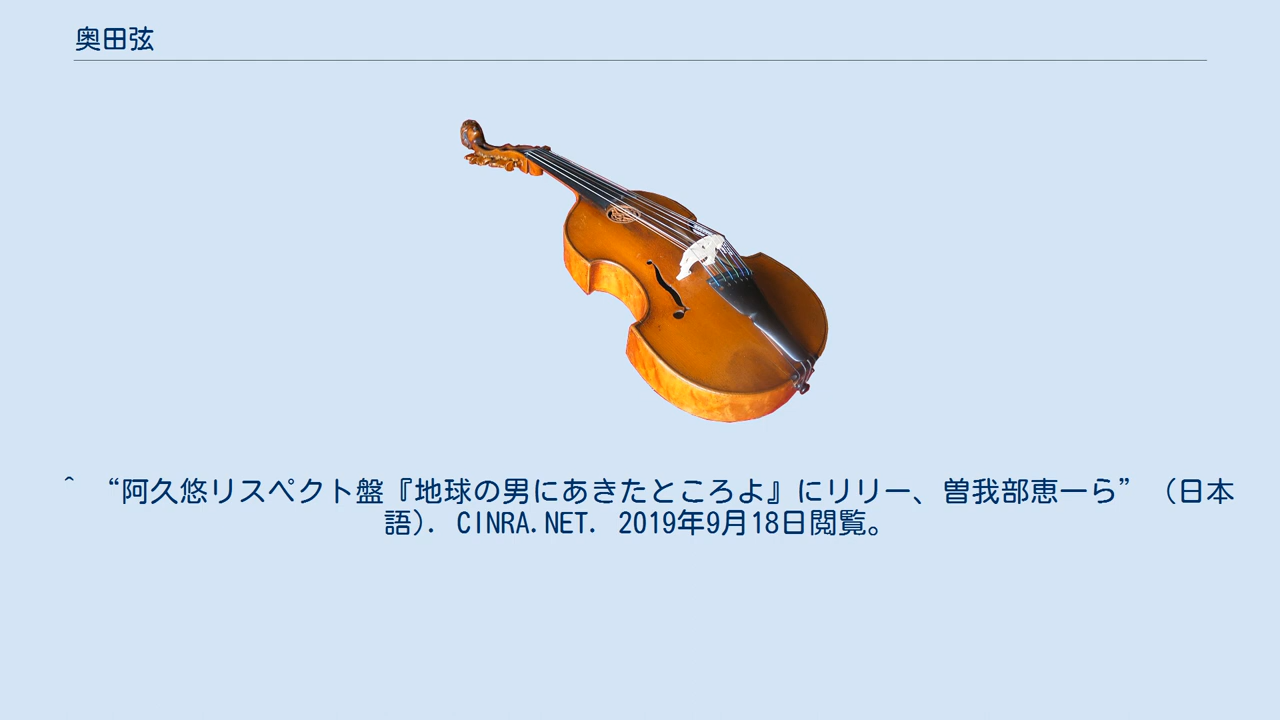 奥田弦
^ “阿久悠リスペクト盤『地球の男にあきたところよ』にリリー、曽我部恵一ら” （日本
語). CINRA.NET. 2019年9月18日閲覧。